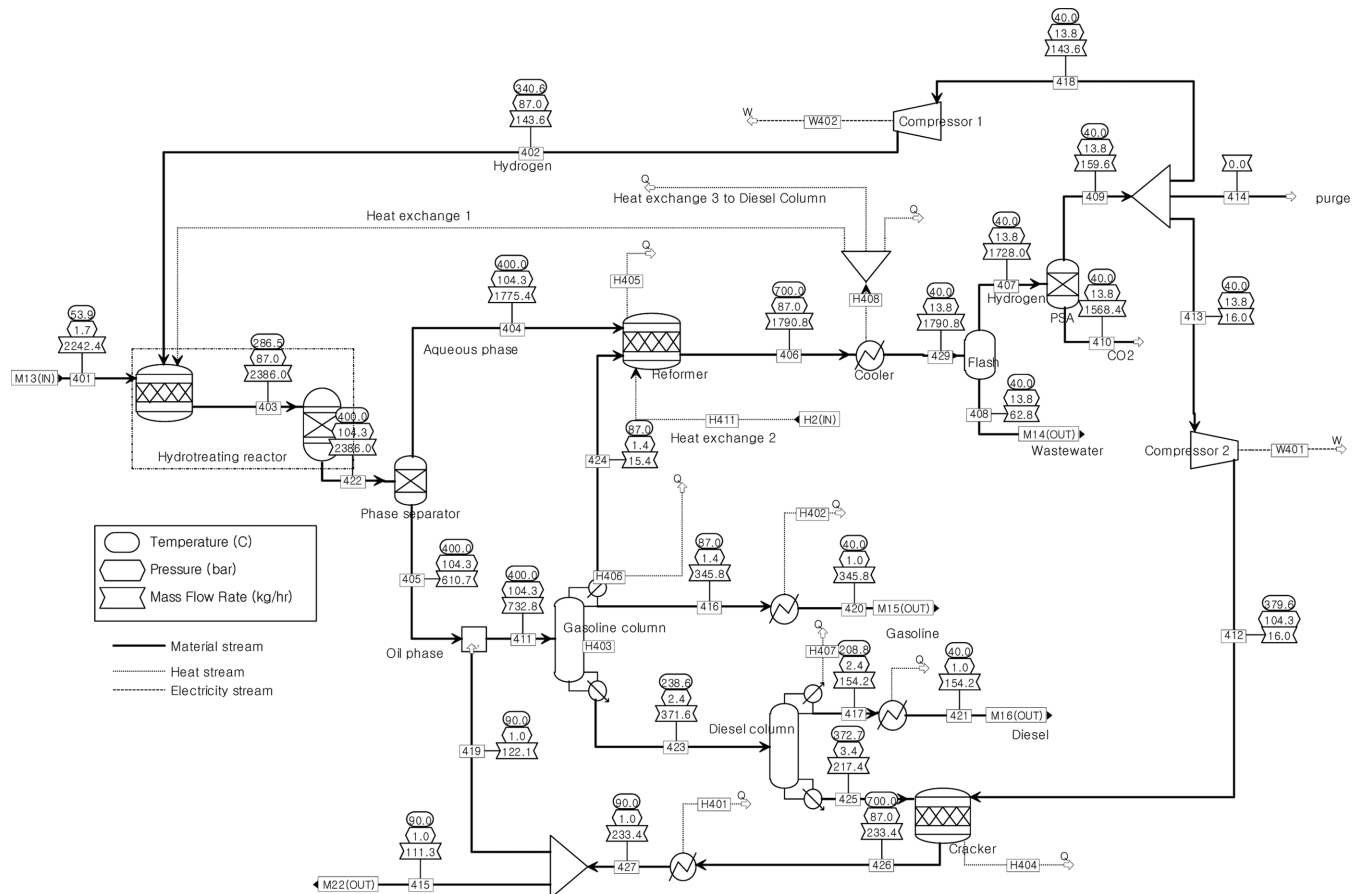 40.0
13.8
143.6
418
Compressor 1
W
W402
340.6
87.0
143.6
402
Hydrogen
40.0
13.8
159.6
409
0.0
414
purge
Q
Heat exchange 3 to Diesel Column
Q
Heat exchange 1
Q
H405
H408
400.0
104.3
1775.4
404
Aqueous phase
Reformer
700.0
87.0
1790.8
406
Cooler
40.0
13.8
1790.8
429
Flash
40.0
13.8
1728.0
407
Hydrogen
PSA
40.0
13.8
1568.4
410
CO2
40.0
13.8
16.0
413
53.9
1.7
2242.4
M13(IN)
401
286.5
87.0
2386.0
403
Hydrotreating reactor
400.0
104.3
2386.0
422
Phase separator
H411
H2(IN)
Heat exchange 2
87.0
1.4
15.4
424
40.0
13.8
62.8
408
M14(OUT)
Wastewater
Compressor 2
W401
W
Temperature (C)
Pressure (bar)
Mass Flow Rate (kg/hr)
Material stream
Heat stream
Electricity stream
400.0
104.3
610.7
405
Oil phase
400.0
104.3
732.8
411
Gasoline column
H403
H406
Q
87.0
1.4
345.8
416
H402
Q
40.0
1.0
345.8
420
M15(OUT)
Gasoline
238.6
2.4
371.6
423
Diesel column
Q
H407
208.8
2.4
154.2
417
Q
40.0
1.0
154.2
421
M16(OUT)
Diesel
379.6
104.3
16.0
412
372.7
3.4
217.4
425
700.0
87.0
233.4
426
Cracker
H404
Q
90.0
1.0
122.1
419
90.0
1.0
233.4
427
H401
Q
90.0
1.0
111.3
415
M22(OUT)